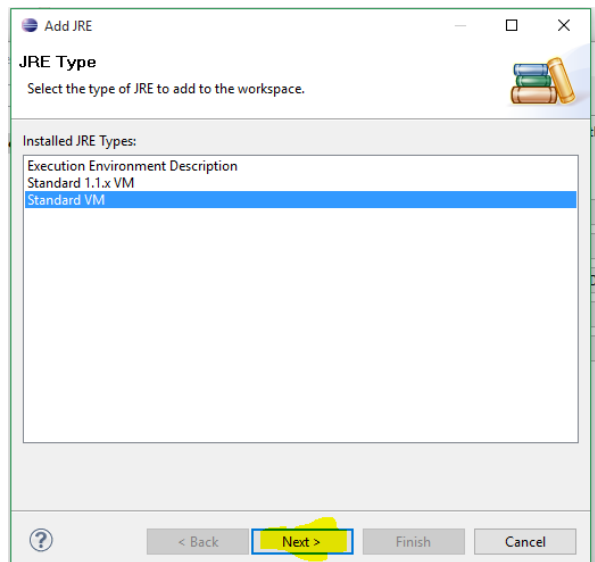 Add JRE
JRE Type
Select the type of JRE to add to the workspace.
Installed JRE Types:
Execution Environment Description
Standard 1.1.x VM
Standard VM
?
< Back Next > Finish Cancel